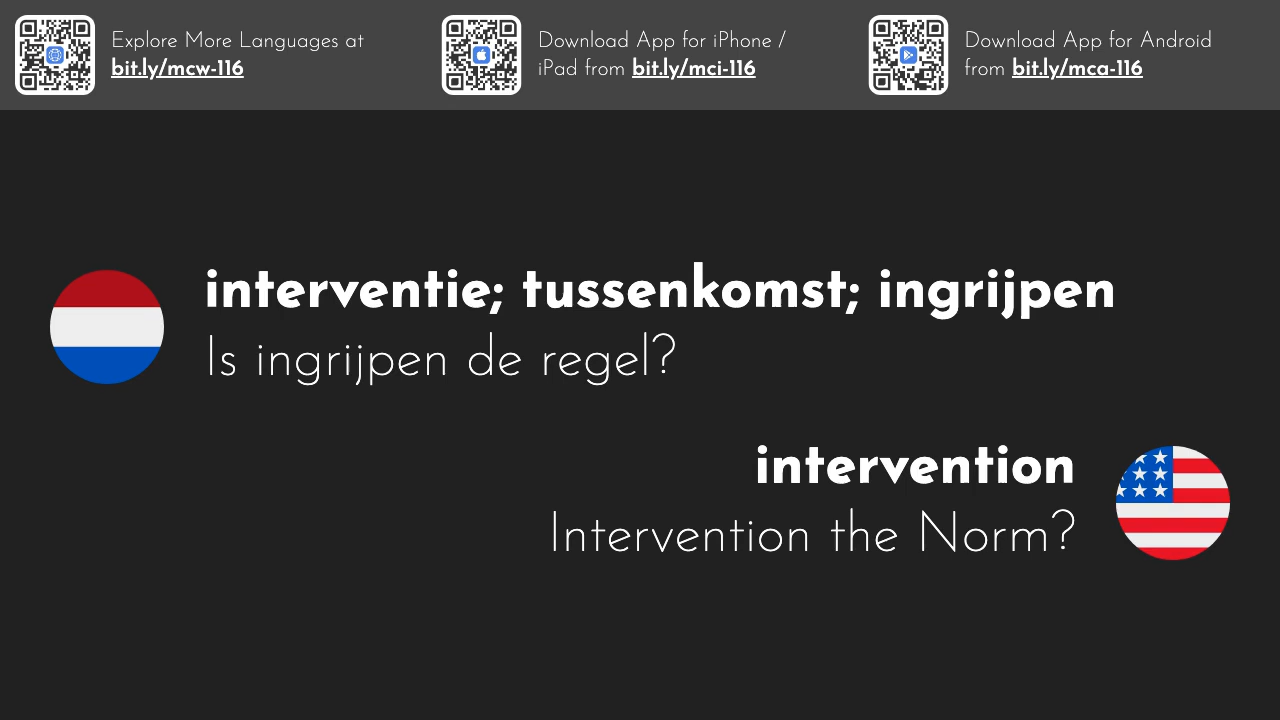 Explore More Languages at
bit.ly/mcw-116
Download App for iPhone /
iPad from bit.ly/mci-116
Download App for Android
from bit.ly/mca-116
interventie; tussenkomst; ingrijpen
Is ingrijpen de regel?
intervention
Intervention the Norm?